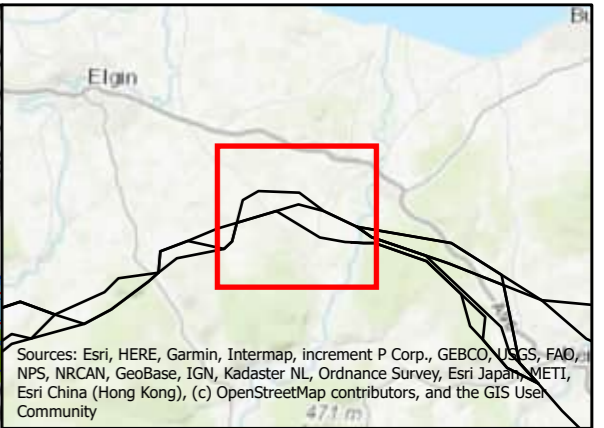 Bu
Elgin
Sources: Esri, HERE, Garmin, Intermap, increment P Corp., GEBCO, USGS, FAO,
NPS, NRCAN, GeoBase, IGN, Kadaster NL, Ordnance Survey, Esri Japan, METI,
Esri China (Hong Kong), (c) OpenStreetMap contributors, and the GIS User
Community
471 m